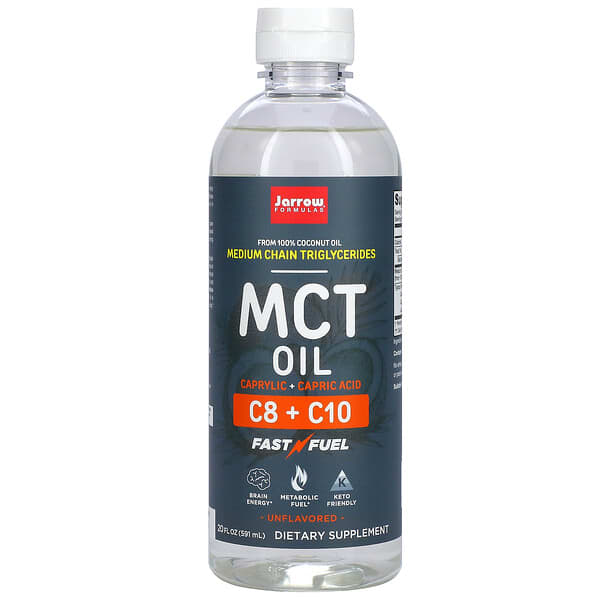 Jarrow
FORMULAS
FROM 100% COCONUT OIL
MEDIUM CHAIN TRIGLYCERIDES
MCT
OIL
CAPRYLIC + CAPRIC ACID
C8 + C10
FAST FUEL
BRAIN ENERGY*
METABOLIC FUEL*
K
KETO FRIENDLY
- UNFLAVORED -
20 FL OZ (591 mL) DIETARY SUPPLEMENT